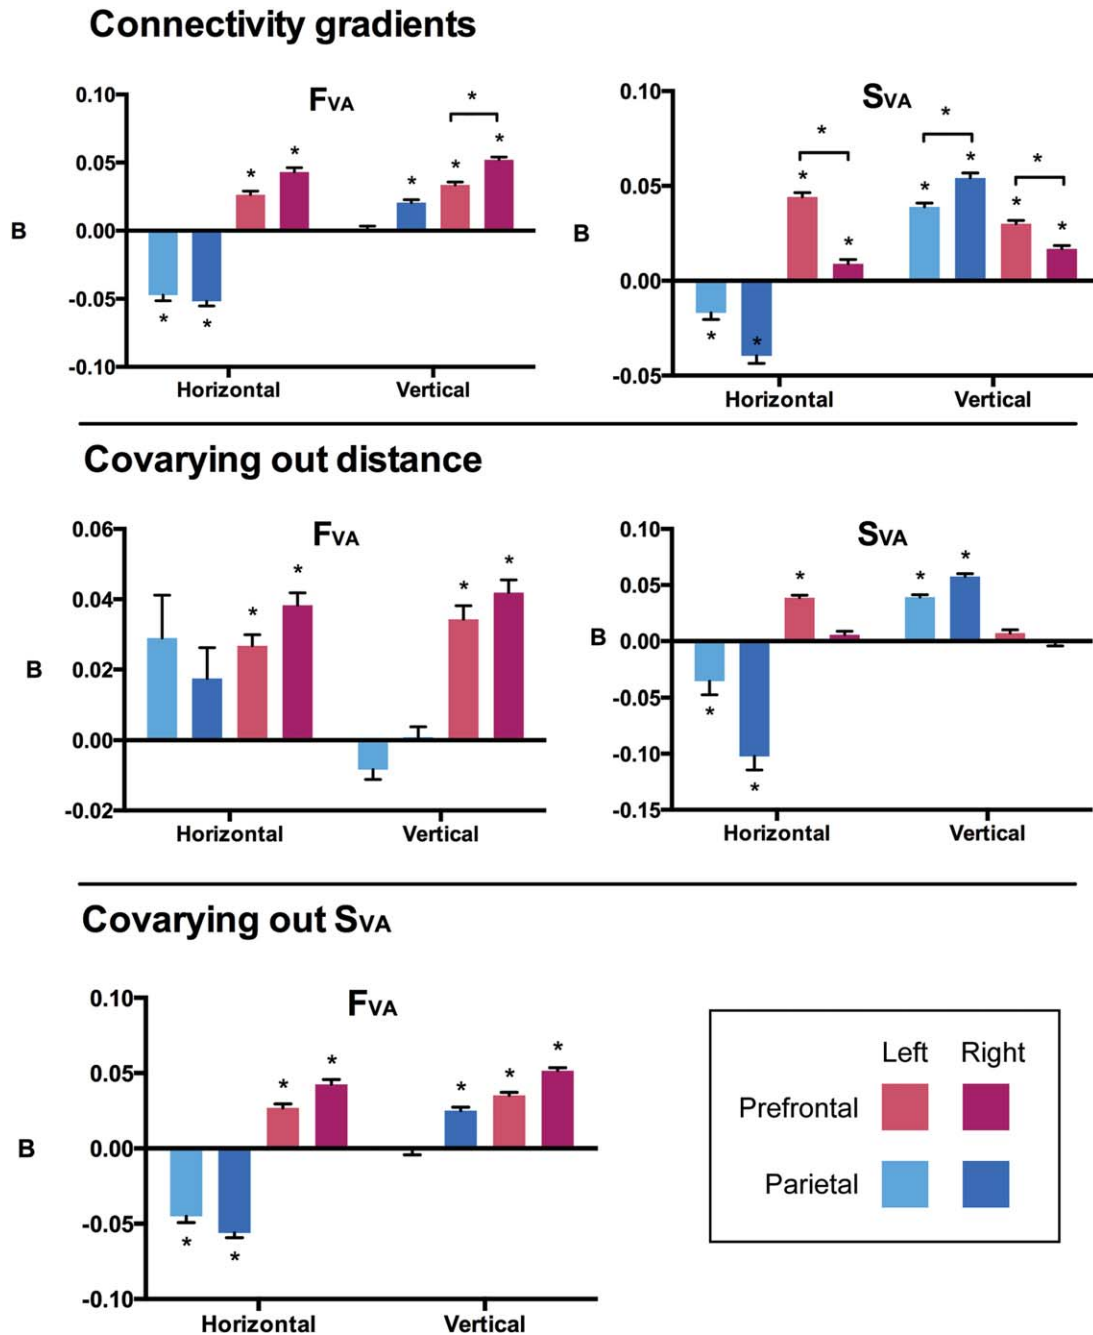 Connectivity gradients
FVA
0.10
*
*
*
*
*
*
0.05
*
B
0.00
-0.05
*
*
-0.10
Horizontal
Vertical
SVA
0.10
*
*
*
*
*
0.05
*
*
*
*
*
B
0.00
*
*
-0.05
Horizontal
Vertical
Covarying out distance
FVA
0.06
*
*
*
*
0.04
B
0.02
0.00
-0.02
Horizontal
Vertical
SVA
0.10
*
*
*
0.05
B
0.00
-0.05
*
-0.10
*
-0.15
Horizontal
Vertical
Covarying out SVA
FVA
0.10
*
*
*
*
*
0.05
B
0.00
-0.05
*
*
-0.10
Horizontal
Vertical
Left Right
Prefrontal
Parietal